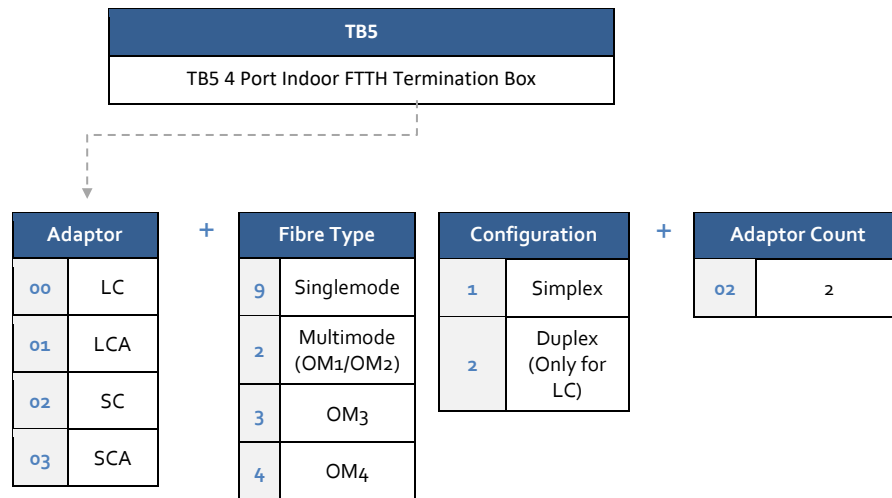 TB5
TB5 4 Port Indoor FTTH Termination Box
Adaptor
00 LC
01 LCA
02 SC
03 SCA
+
Fibre Type
9 Singlemode
2 Multimode
(OM1/OM2)
3 OM3
4 OM4
Configuration
1 Simplex
2 Duplex
(Only for
LC)
+
Adaptor Count
02 2